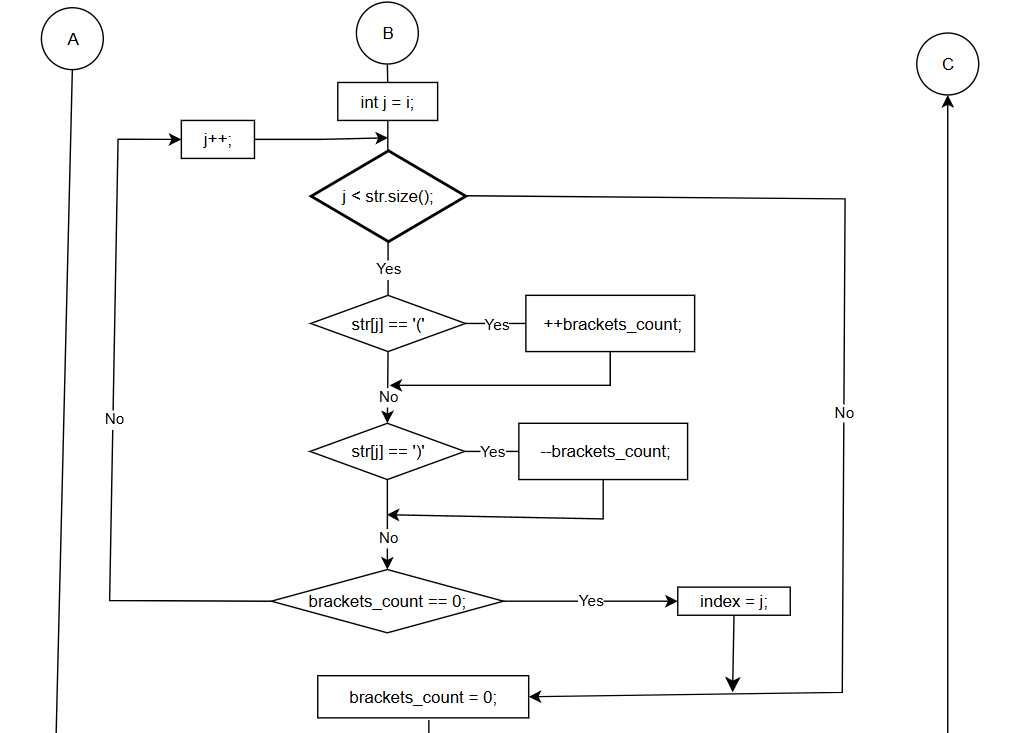 A
B
C
int j = i;
j++;
j < str.size();
Yes
str[j] == '('
Yes
++brackets_count;
No
No
No
str[j] == ')'
Yes
--brackets_count;
No
brackets_count == 0;
Yes
index = j;
brackets_count = 0;